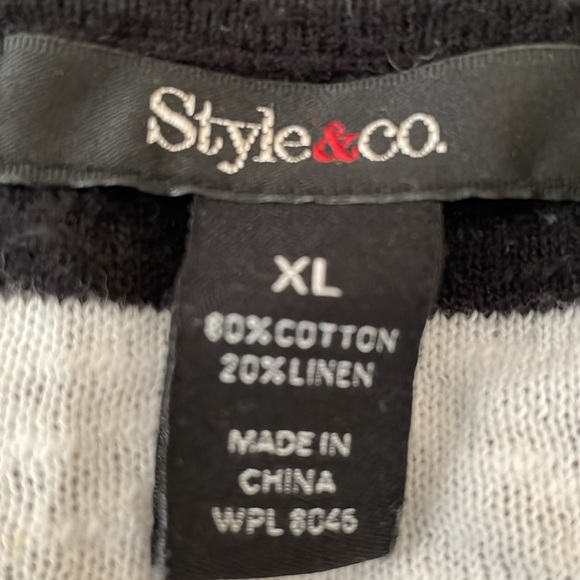 Style&co.
XL
80%COTTON
20%LINEN
MADE IN
CHINA
WPL 8046